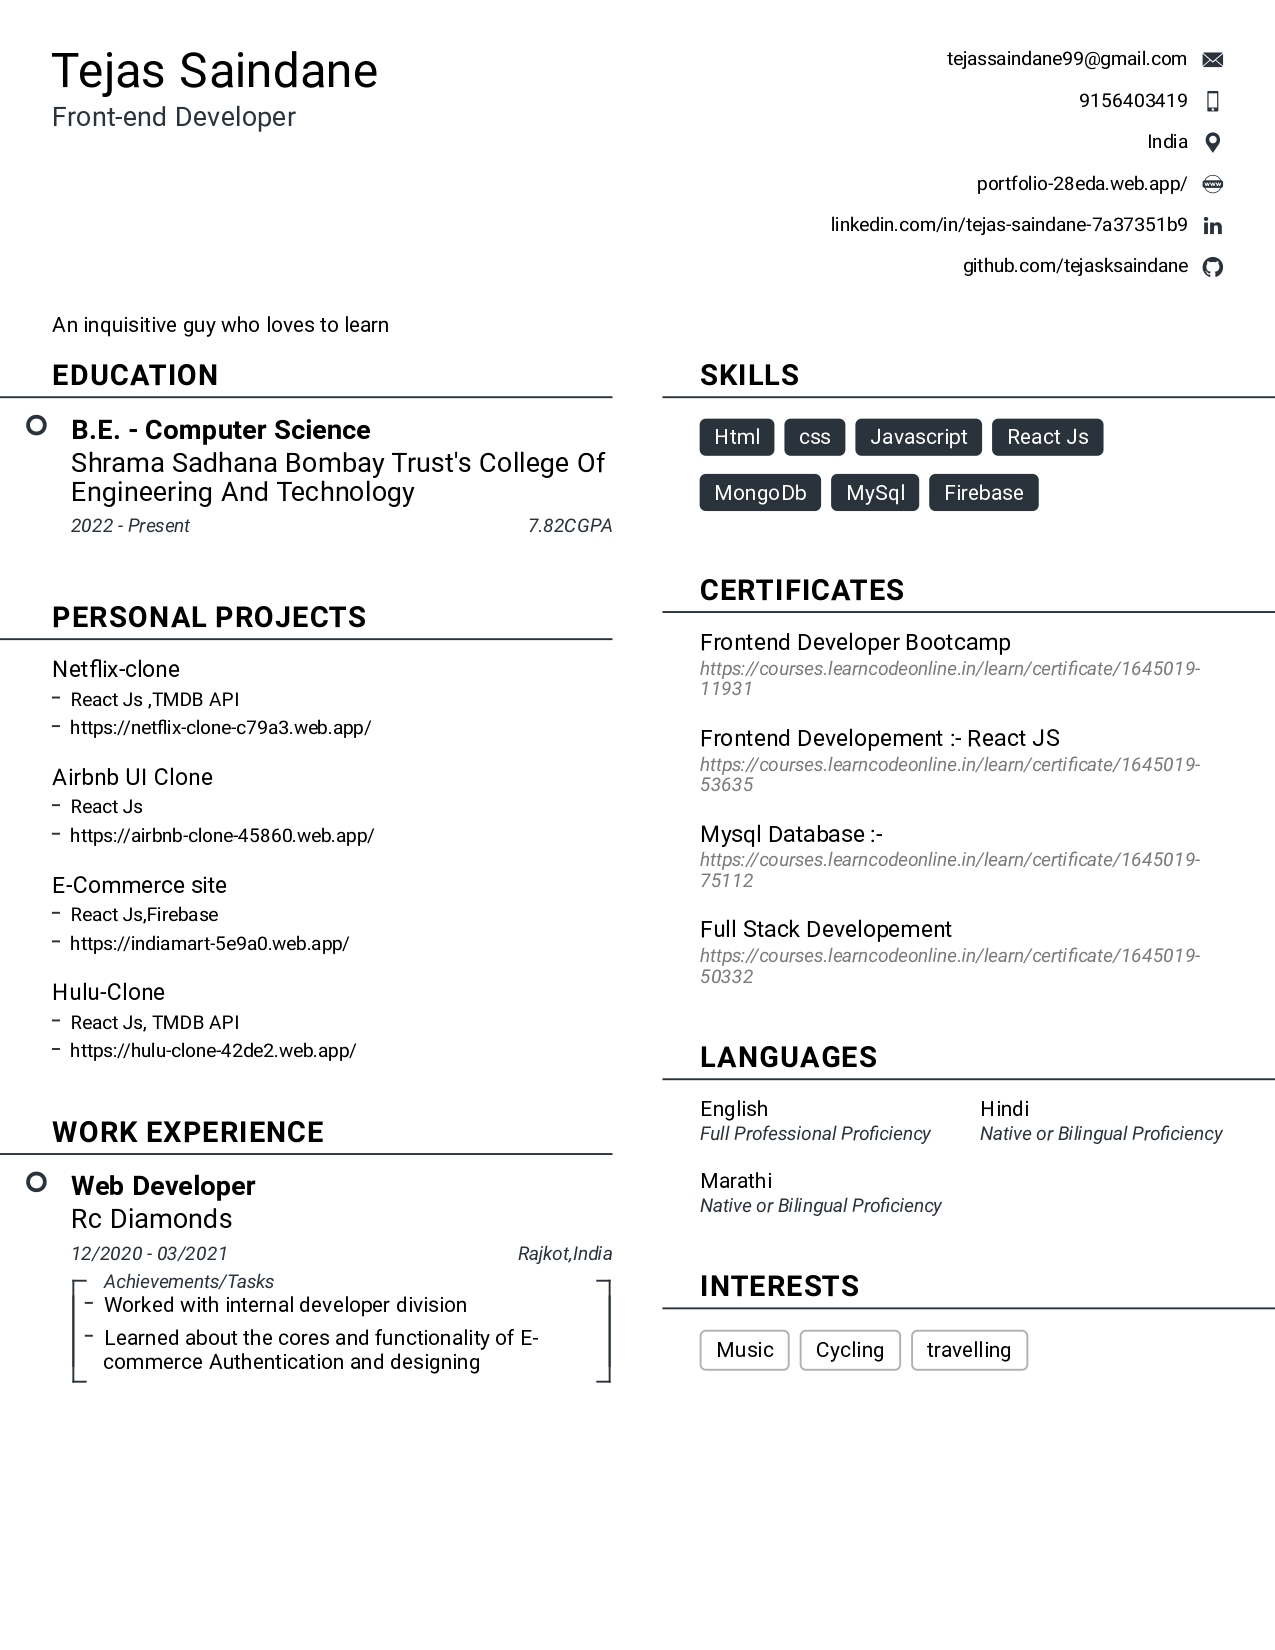 Tejas Saindane
Front-end Developer
tejassaindane99@gmail.com
9156403419
India
portfolio-28eda.web.app/
www
linkedin.com/in/tejas-saindane-7a37351b9
in
github.com/tejasksaindane
An inquisitive guy who loves to learn
EDUCATION
B.E. - Computer Science
Shrama Sadhana Bombay Trust's College Of
Engineering And Technology
2022 - Present 7.82CGPA
PERSONAL PROJECTS
Netflix-clone
– React Js ,TMDB API
– https://netflix-clone-c79a3.web.app/
Airbnb UI Clone
– React Js
– https://airbnb-clone-45860.web.app/
E-Commerce site
– React Js,Firebase
– https://indiamart-5e9a0.web.app/
Hulu-Clone
– React Js, TMDB API
– https://hulu-clone-42de2.web.app/
WORK EXPERIENCE
Web Developer
Rc Diamonds
12/2020 - 03/2021 Rajkot,India
Achievements/Tasks
– Worked with internal developer division
– Learned about the cores and functionality of E-
commerce Authentication and designing
SKILLS
Html css Javascript React Js
MongoDb MySql Firebase
CERTIFICATES
Frontend Developer Bootcamp
https://courses.learncodeonline.in/learn/certificate/1645019-
11931
Frontend Developement :- React JS
https://courses.learncodeonline.in/learn/certificate/1645019-
53635
Mysql Database :-
https://courses.learncodeonline.in/learn/certificate/1645019-
75112
Full Stack Developement
https://courses.learncodeonline.in/learn/certificate/1645019-
50332
LANGUAGES
English Hindi
Full Professional Proficiency Native or Bilingual Proficiency
Marathi
Native or Bilingual Proficiency
INTERESTS
Music Cycling travelling